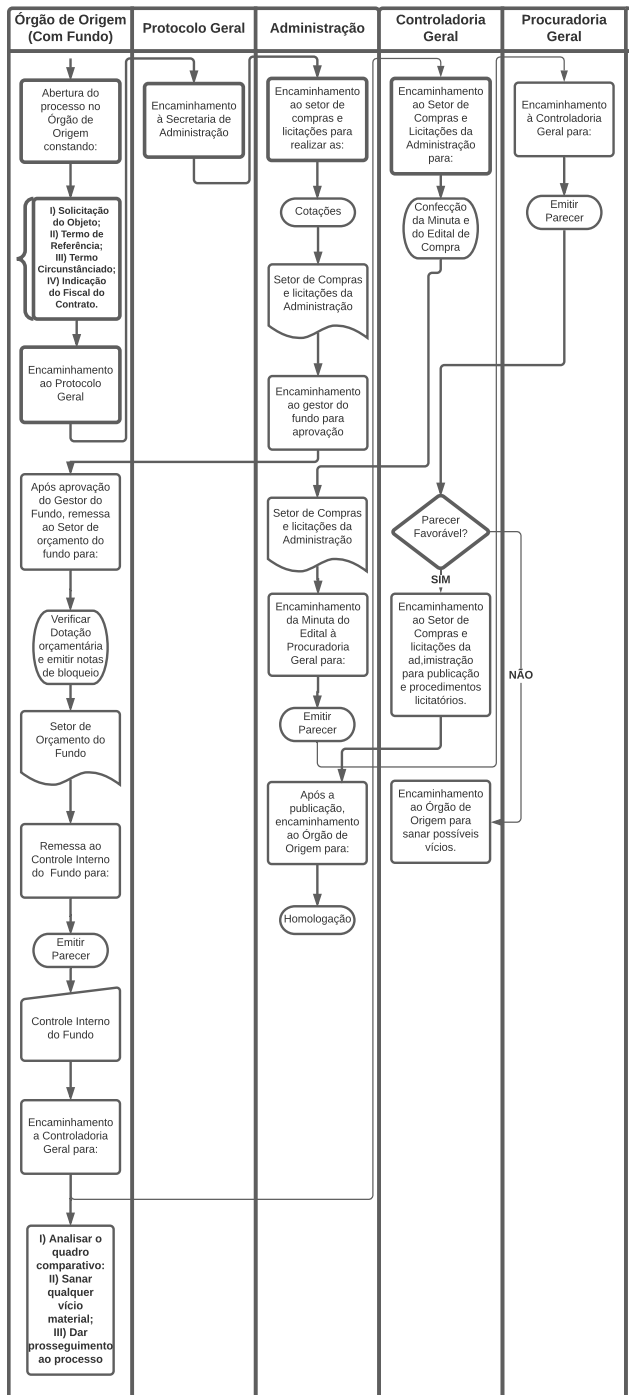 Órgão de Origem
(Com Fundo)
Protocolo Geral
Administração
Controladoria
Geral
Procuradoria
Geral
Abertura do
processo no
Órgão de
Origem
constando:
I) Solicitação
do Objeto;
II) Termo de
Referência;
III) Termo
Circunstânciado;
IV) Indicação
do Fiscal do
Contrato.
Encaminhamento
ao Protocolo
Geral
Após aprovação
do Gestor do
Fundo, remessa
ao Setor de
orçamento do
fundo para:
Verificar
Dotação
orçamentária
e emitir notas
de bloqueio
Setor de
Orçamento do
Fundo
Remessa ao
Controle Interno
do  Fundo para:
Emitir
Parecer
Controle Interno
do Fundo
Encaminhamento
a Controladoria
Geral para:
I) Analisar o
quadro
comparativo:
II) Sanar
qualquer
vício
material;
III) Dar
prosseguimento
ao processo
Encaminhamento
à Secretaria de
Administração
Encaminhamento
ao setor de
compras e
licitações para
realizar as:
Cotações
Setor de Compras
e licitações da
Administração
Encaminhamento
ao gestor do
fundo para
aprovação
Setor de Compras
e licitações da
Administração
Encaminhamento
da Minuta do
Edital à
Procuradoria
Geral para:
Emitir
Parecer
Após a
publicação,
encaminhamento
ao Órgão de
Origem para:
Homologação
Encaminhamento
ao Setor de
Compras e
Licitações da
Administração
para:
Confecção
da Minuta e
do Edital de
Compra
Parecer
Favorável?
SIM
Encaminhamento
ao Setor de
Compras e
licitações da
ad,imistração
para publicação
e procedimentos
licitatórios.
Encaminhamento
ao Órgão de
Origem para
sanar possíveis
vícios.
Encaminhamento
à Controladoria
Geral para:
Emitir
Parecer
NÃO